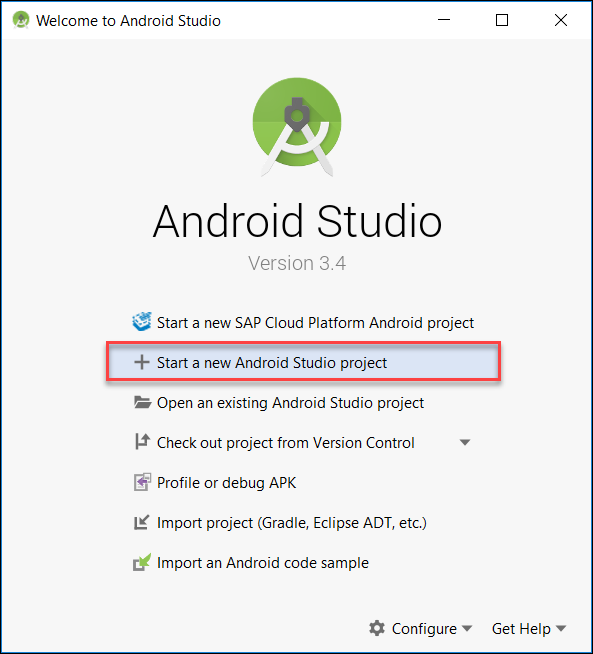 Welcome to Android Studio
Android Studio
Version 3.4
Start a new SAP Cloud Platform Android project
Start a new Android Studio project
Open an existing Android Studio project
Check out project from Version Control
Profile or debug APK
Import project (Gradle, Eclipse ADT, etc.)
Import an Android code sample
Configure Get Help